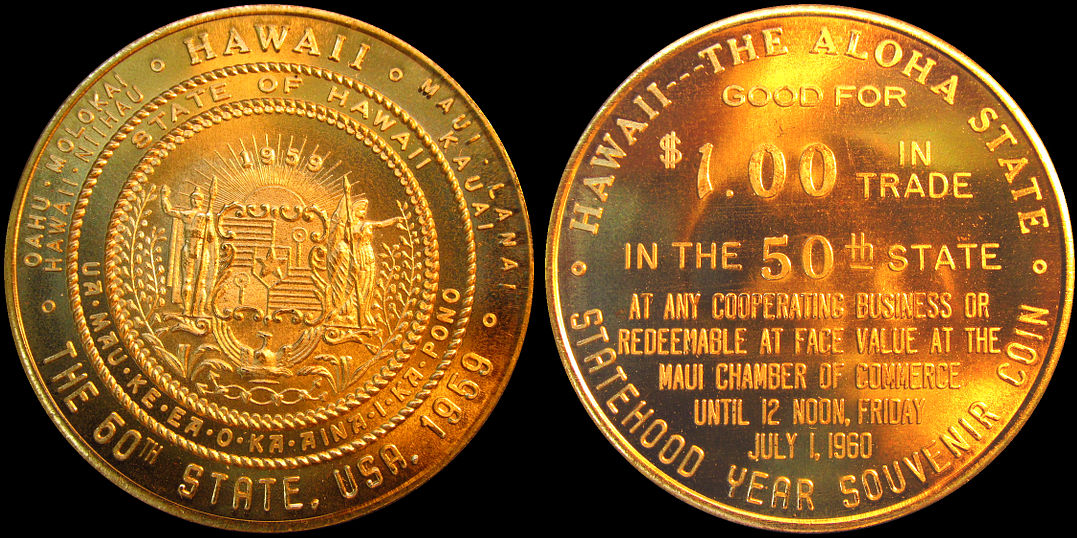 HAWAII
OAHU · MOLOKAI
HAWAII · NIIHAU
MAUI · LANAI
KAUAI
STATE OF HAWAII
1959
UA · MAU · KE · EA · O · KA · AINA · I · KA · PONO
THE 50TH STATE, USA. 1959
HAWAII---THE ALOHA STATE
GOOD FOR
$1.00 IN TRADE
IN THE 50th STATE
AT ANY COOPERATING BUSINESS OR
REDEEMABLE AT FACE VALUE AT THE
MAUI CHAMBER OF COMMERCE
UNTIL 12 NOON, FRIDAY
JULY 1, 1960
STATEHOOD YEAR SOUVENIR COIN